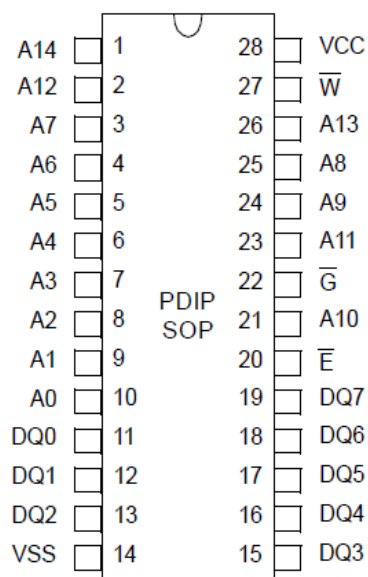 A14 1 28 VCC
A12 2 27 W̅
A7 3 26 A13
A6 4 25 A8
A5 5 24 A9
A4 6 23 A11
A3 7 22 G̅
PDIP
A2 8 21 A10
SOP
A1 9 20 E̅
A0 10 19 DQ7
DQ0 11 18 DQ6
DQ1 12 17 DQ5
DQ2 13 16 DQ4
VSS 14 15 DQ3